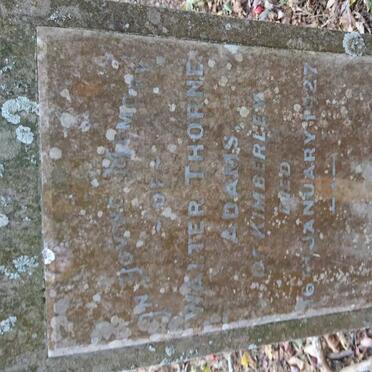 IN LOVING MEMORY
OF
WALTER THORNE
ADAMS,
OF KIMBERLEY,
DIED
6TH JANUARY, 1927